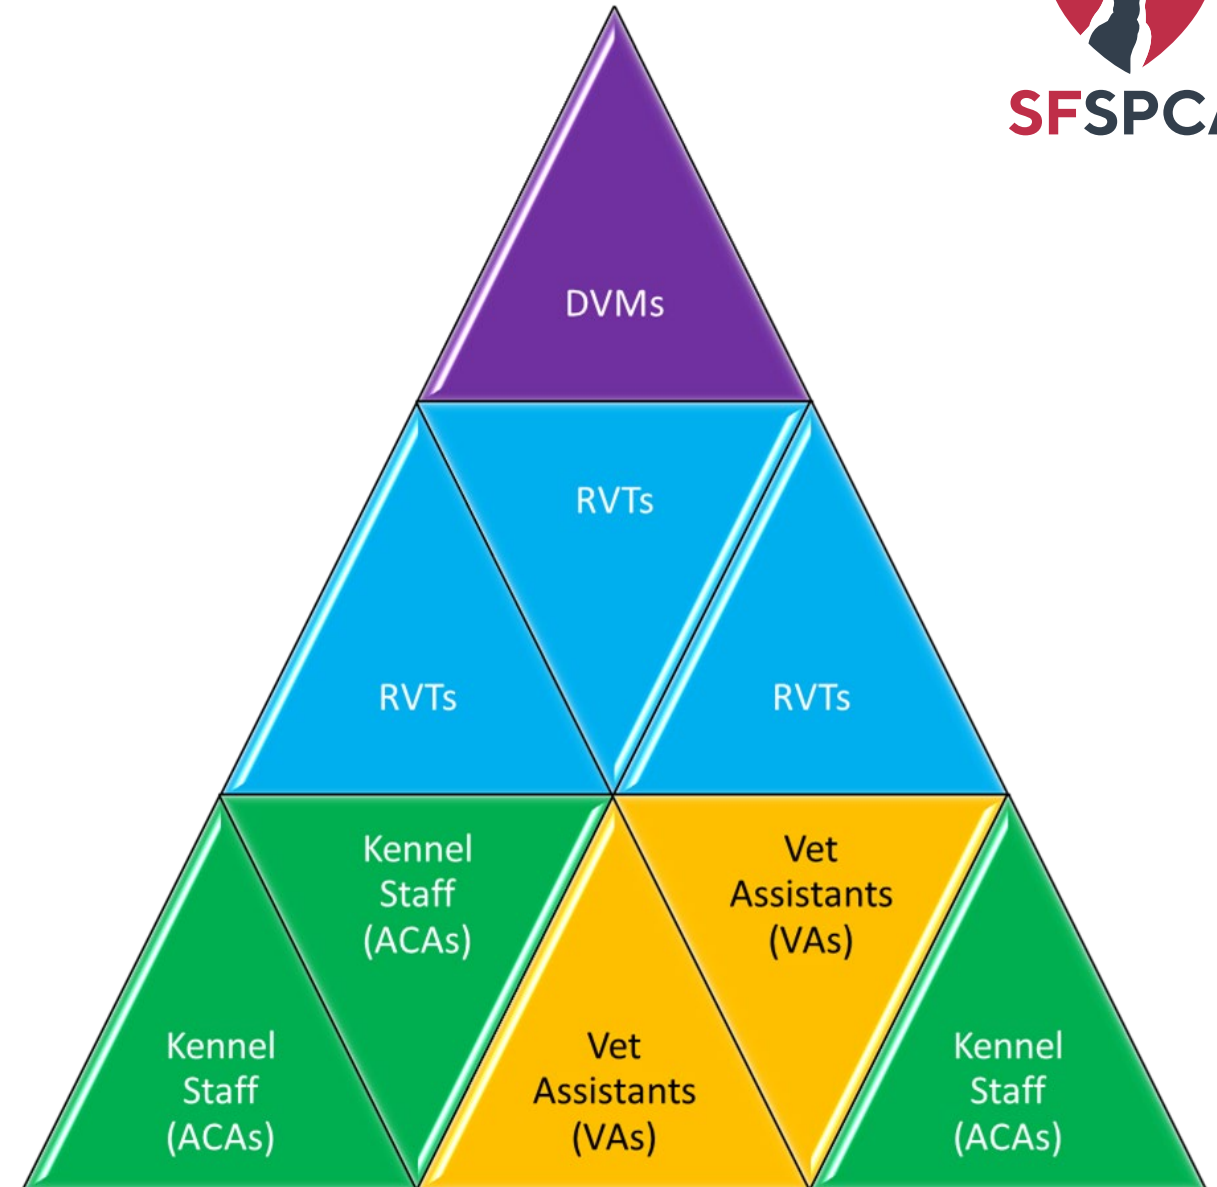 SFSPCA
DVMs
RVTs
RVTs
RVTs
Kennel
Staff
(ACAs)
Vet
Assistants
(VAs)
Kennel
Staff
(ACAs)
Vet
Assistants
(VAs)
Kennel
Staff
(ACAs)